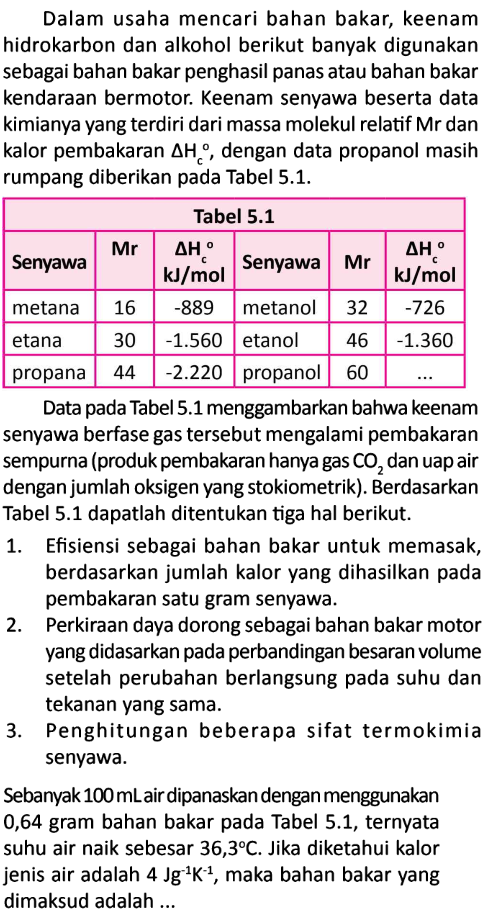 Dalam usaha mencari bahan bakar, keenam
hidrokarbon dan alkohol berikut banyak digunakan
sebagai bahan bakar penghasil panas atau bahan bakar
kendaraan bermotor. Keenam senyawa beserta data
kimianya yang terdiri dari massa molekul relatif Mr dan
kalor pembakaran ΔH_c°, dengan data propanol masih
rumpang diberikan pada Tabel 5.1.
Tabel 5.1
Senyawa Mr ΔH_c° kJ/mol Senyawa Mr ΔH_c° kJ/mol
metana 16 -889 metanol 32 -726
etana 30 -1.560 etanol 46 -1.360
propana 44 -2.220 propanol 60 ...
Data pada Tabel 5.1 menggambarkan bahwa keenam
senyawa berfase gas tersebut mengalami pembakaran
sempurna (produk pembakaran hanya gas CO₂ dan uap air
dengan jumlah oksigen yang stokiometrik). Berdasarkan
Tabel 5.1 dapatlah ditentukan tiga hal berikut.
1. Efisiensi sebagai bahan bakar untuk memasak,
berdasarkan jumlah kalor yang dihasilkan pada
pembakaran satu gram senyawa.
2. Perkiraan daya dorong sebagai bahan bakar motor
yang didasarkan pada perbandingan besaran volume
setelah perubahan berlangsung pada suhu dan
tekanan yang sama.
3. Penghitungan beberapa sifat termokimia
senyawa.
Sebanyak 100 mL air dipanaskan dengan menggunakan
0,64 gram bahan bakar pada Tabel 5.1, ternyata
suhu air naik sebesar 36,3°C. Jika diketahui kalor
jenis air adalah 4 Jg⁻¹K⁻¹, maka bahan bakar yang
dimaksud adalah ...